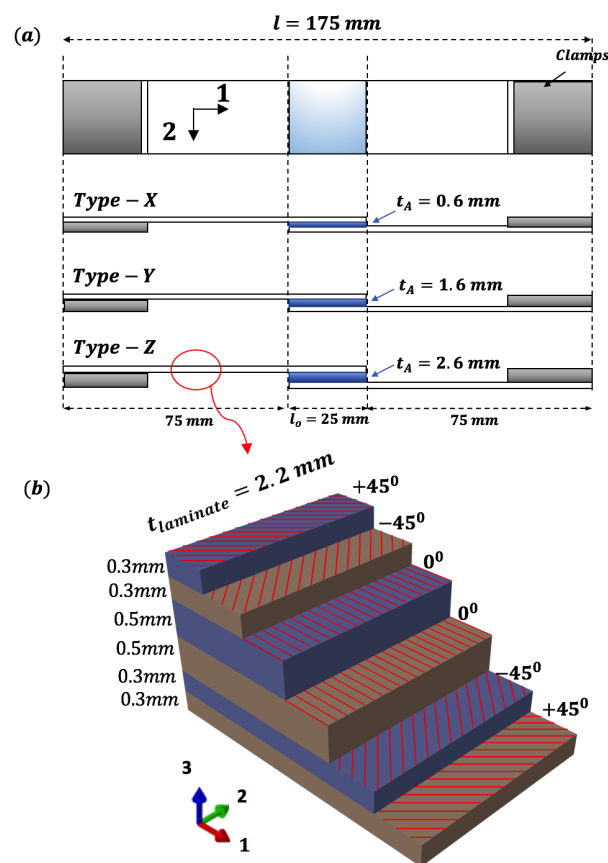 (a)
l = 175 mm
Clamps
1
2
Type − X
t_A = 0.6 mm
Type − Y
t_A = 1.6 mm
Type − Z
t_A = 2.6 mm
75 mm
l_o = 25 mm
75 mm
(b)
t_laminate = 2.2 mm
+45⁰
−45⁰
0⁰
0⁰
−45⁰
+45⁰
0.3mm
0.3mm
0.5mm
0.5mm
0.3mm
0.3mm
3
2
1